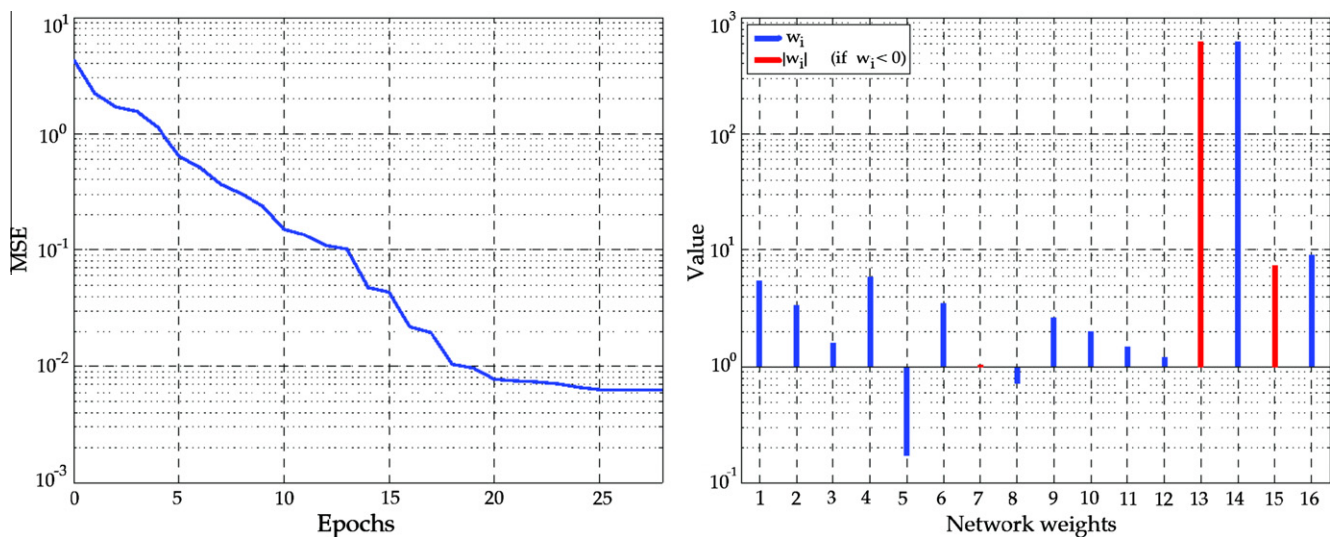 10^1
10^0
10^-1
10^-2
10^-3
MSE
0 5 10 15 20 25
Epochs
w_i
|w_i| (if w_i < 0)
10^3
10^2
10^1
10^0
10^-1
Value
1 2 3 4 5 6 7 8 9 10 11 12 13 14 15 16
Network weights